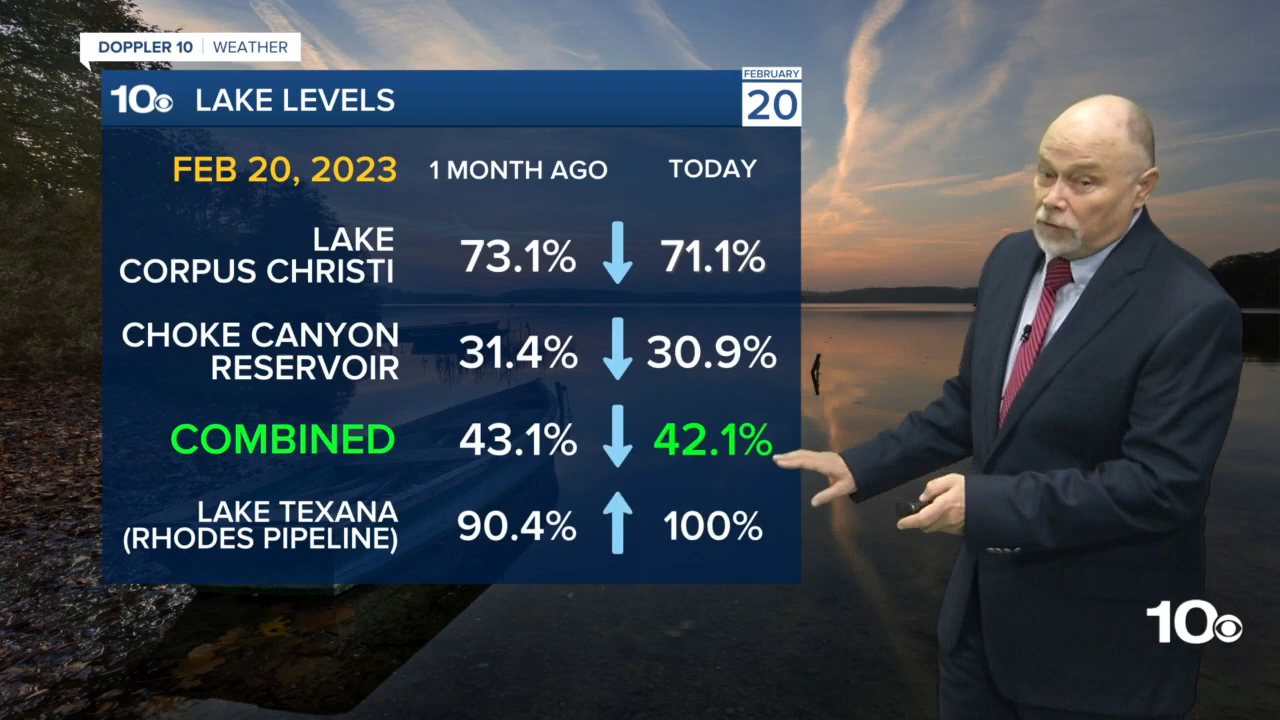 DOPPLER 10 | WEATHER
10 LAKE LEVELS
FEBRUARY
20
FEB 20, 2023 1 MONTH AGO TODAY
LAKE
CORPUS CHRISTI 73.1% 71.1%
CHOKE CANYON
RESERVOIR 31.4% 30.9%
COMBINED 43.1% 42.1%
LAKE TEXANA
(RHODES PIPELINE) 90.4% 100%
10